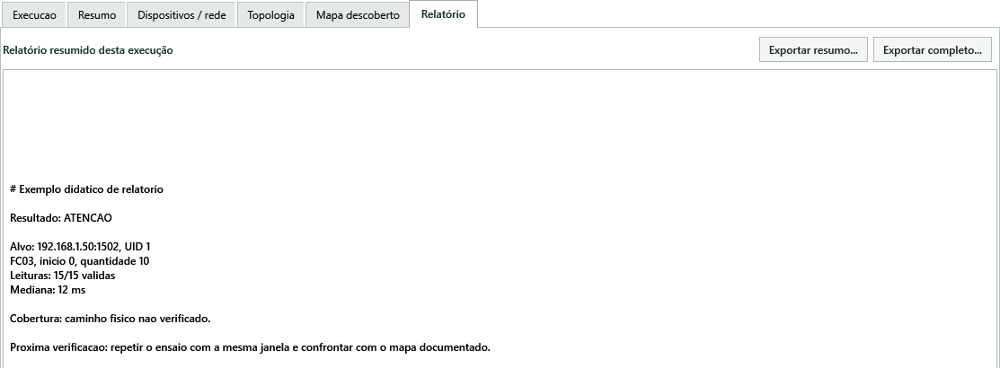 Execucao
Resumo
Dispositivos / rede
Topologia
Mapa descoberto
Relatório
Relatório resumido desta execução
Exportar resumo...
Exportar completo...
# Exemplo didatico de relatorio
Resultado: ATENCAO
Alvo: 192.168.1.50:1502, UID 1
FC03, inicio 0, quantidade 10
Leituras: 15/15 validas
Mediana: 12 ms
Cobertura: caminho fisico nao verificado.
Proxima verificacao: repetir o ensaio com a mesma janela e confrontar com o mapa documentado.